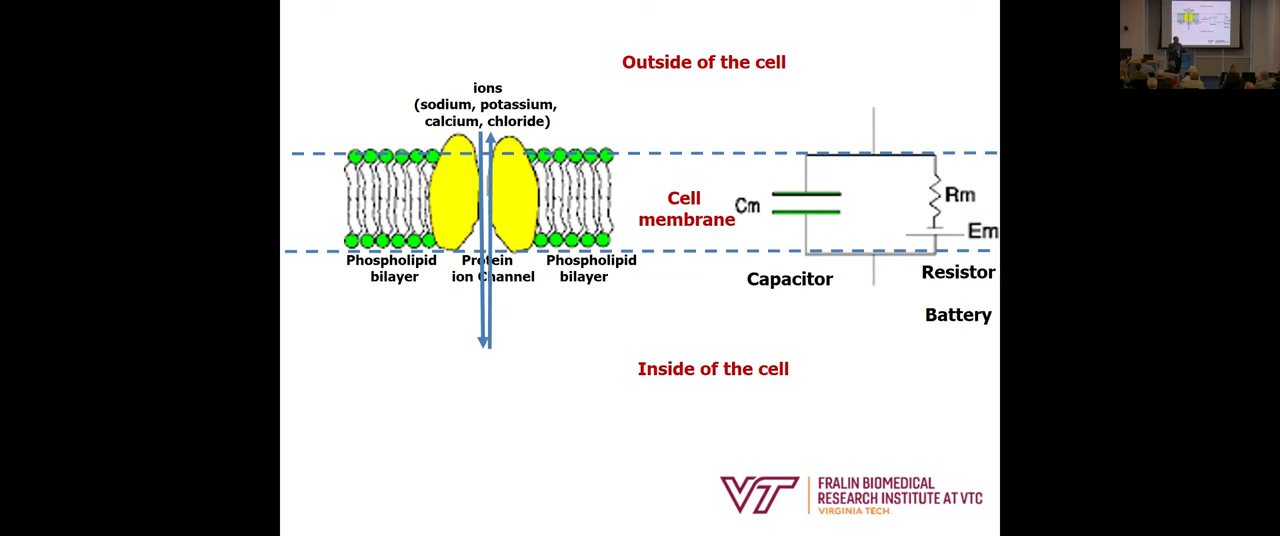 Outside of the cell
ions
(sodium, potassium,
calcium, chloride)
Cell
membrane
Cm
Rm
Em
Phospholipid
bilayer
Protein
ion Channel
Phospholipid
bilayer
Capacitor
Resistor
Battery
Inside of the cell
VT
FRALIN BIOMEDICAL
RESEARCH INSTITUTE AT VTC
VIRGINIA TECH.